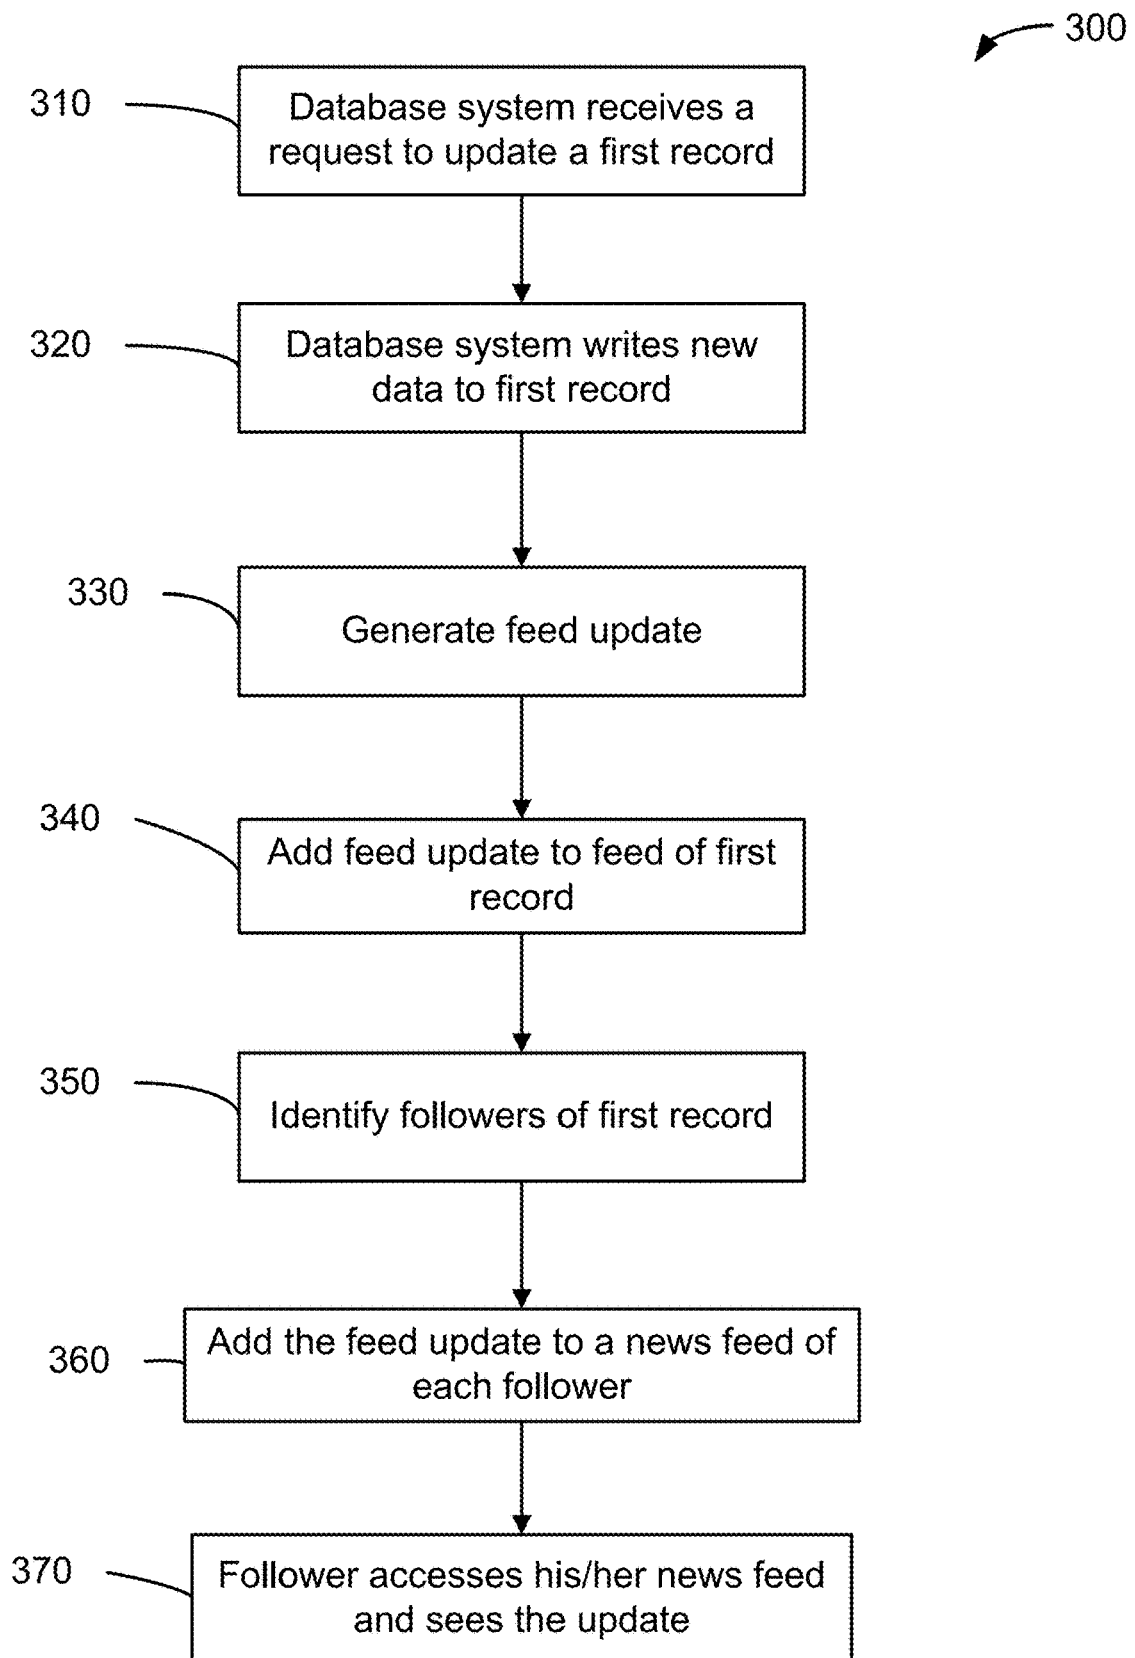 300
310
Database system receives a
request to update a first record
320
Database system writes new
data to first record
330
Generate feed update
340
Add feed update to feed of first
record
350
Identify followers of first record
360
Add the feed update to a news feed of
each follower
370
Follower accesses his/her news feed
and sees the update